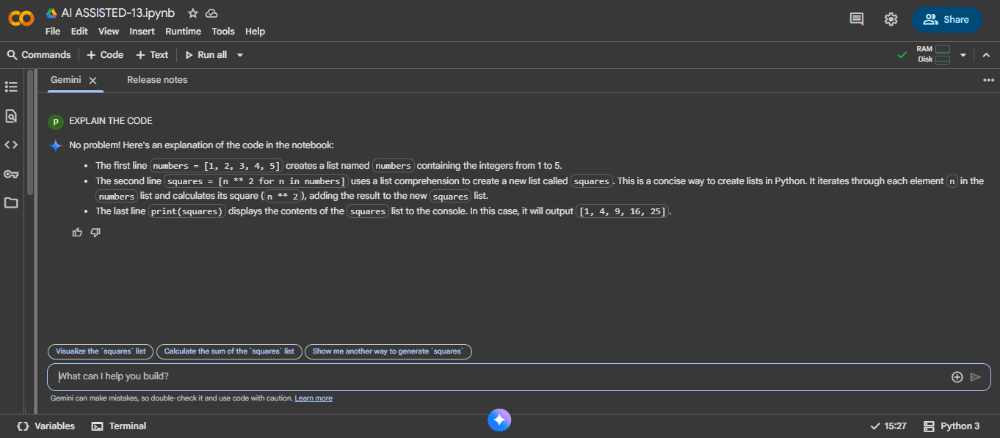 AI ASSISTED-13.ipynb
File Edit View Insert Runtime Tools Help
Share
Commands + Code + Text Run all
RAM
Disk
Gemini Release notes
p EXPLAIN THE CODE
No problem! Here's an explanation of the code in the notebook:
• The first line numbers = [1, 2, 3, 4, 5] creates a list named numbers containing the integers from 1 to 5.
• The second line squares = [n ** 2 for n in numbers] uses a list comprehension to create a new list called squares. This is a concise way to create lists in Python. It iterates through each element n in the
numbers list and calculates its square (n ** 2), adding the result to the new squares list.
• The last line print(squares) displays the contents of the squares list to the console. In this case, it will output [1, 4, 9, 16, 25].
Visualize the `squares` list Calculate the sum of the `squares` list Show me another way to generate `squares`
What can I help you build?
Gemini can make mistakes, so double-check it and use code with caution. Learn more
Variables Terminal 15:27 Python 3